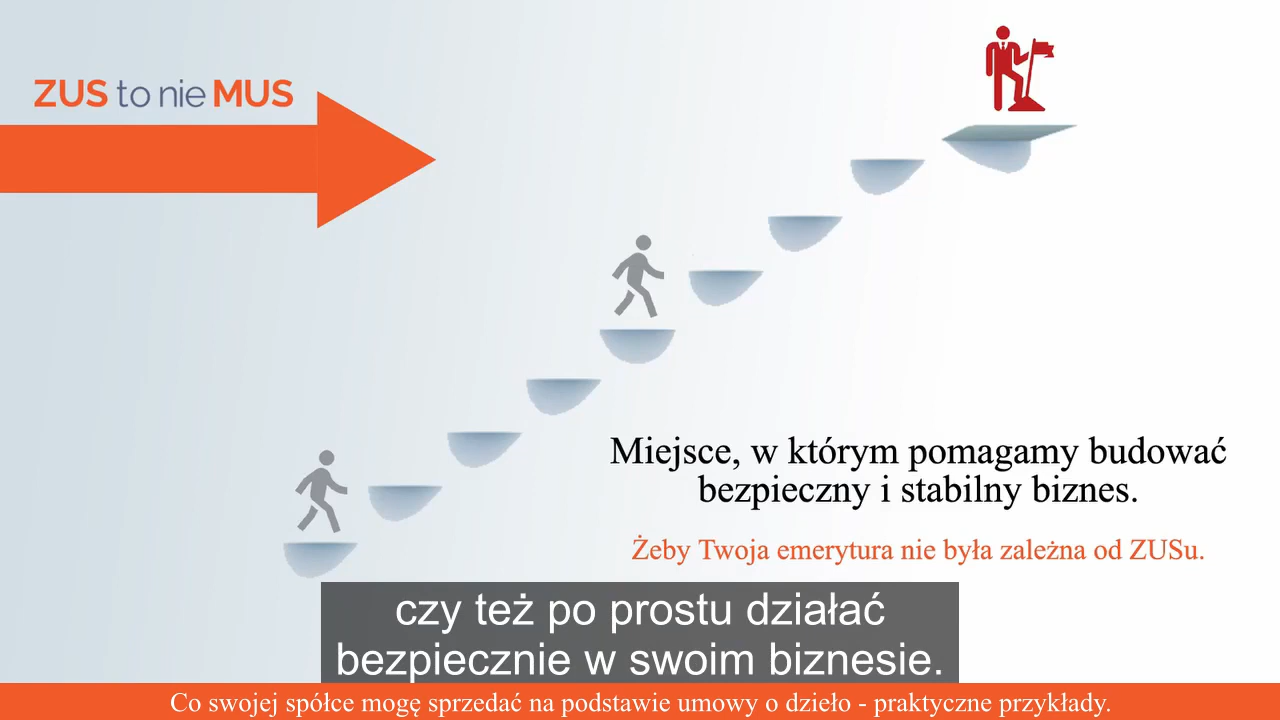 ZUS to nie MUS
Miejsce, w którym pomagamy budować
bezpieczny i stabilny biznes.
Żeby Twoja emerytura nie była zależna od ZUSu.
czy też po prostu działać
bezpiecznie w swoim biznesie.
Co swojej spółce mogę sprzedać na podstawie umowy o dzieło - praktyczne przykłady.